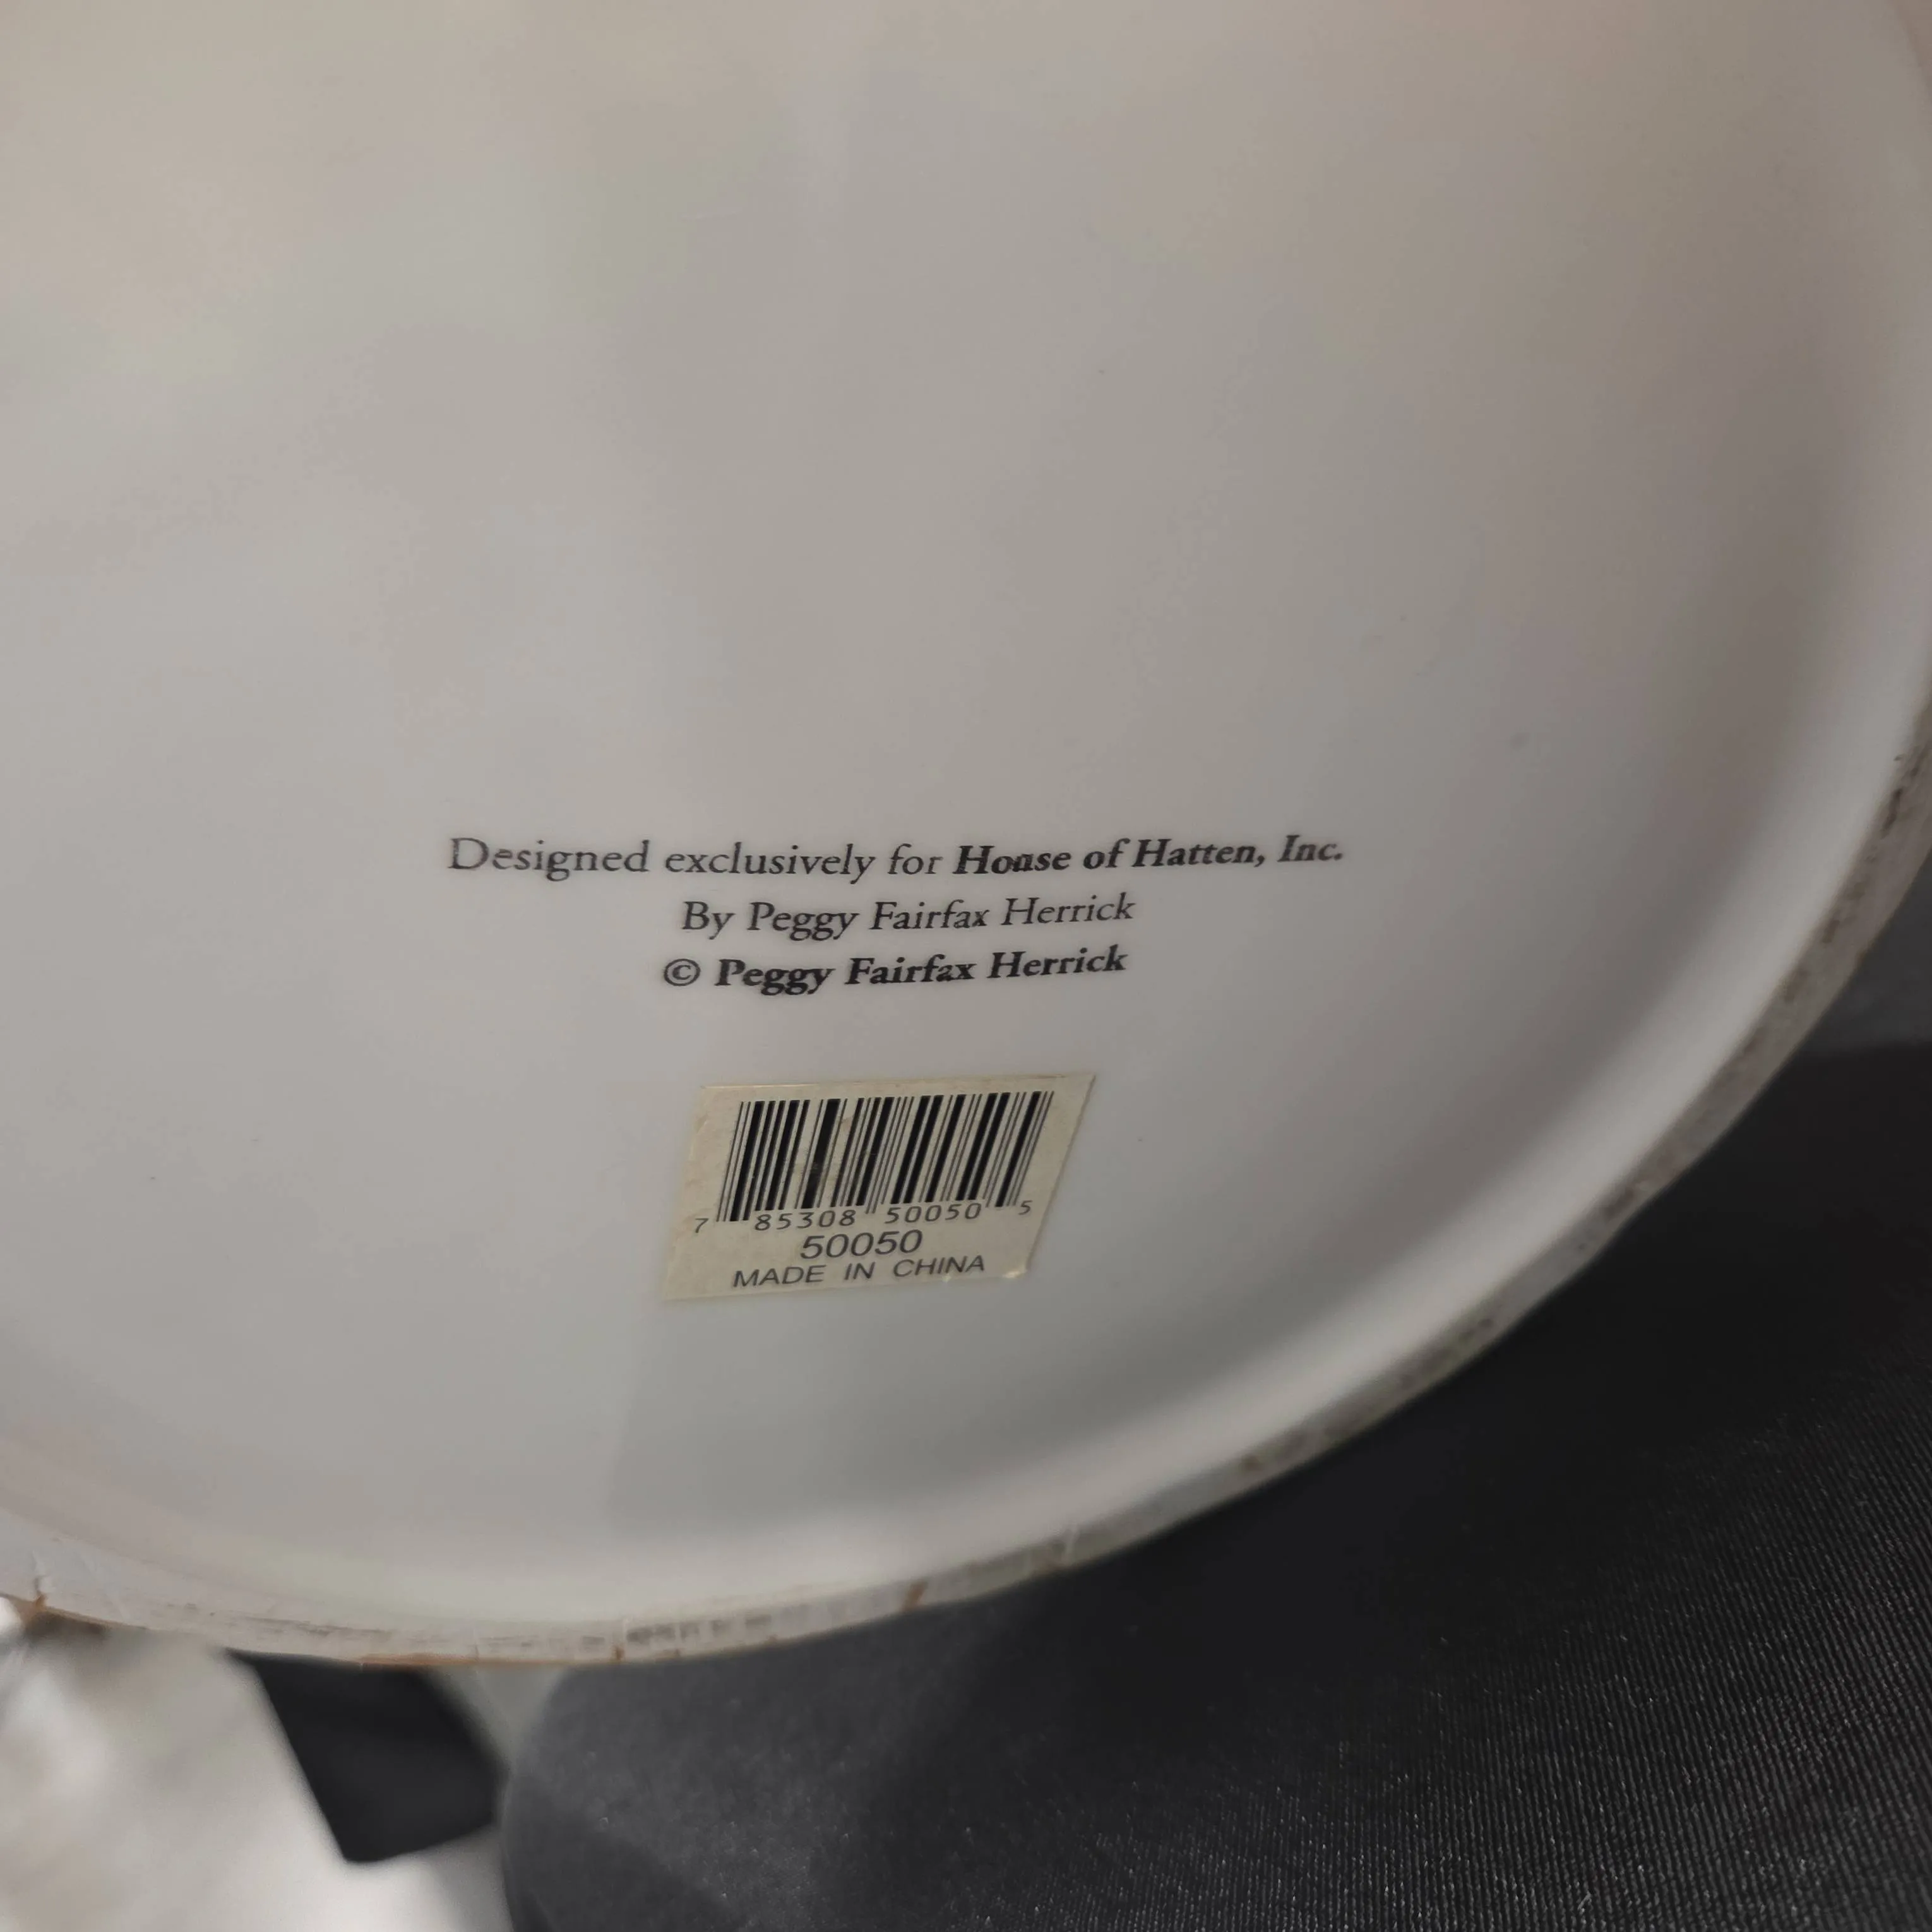 Designed exclusively for House of Hatten, Inc.
By Peggy Fairfax Herrick
© Peggy Fairfax Herrick
7 85308 50050 5
50050
MADE IN CHINA